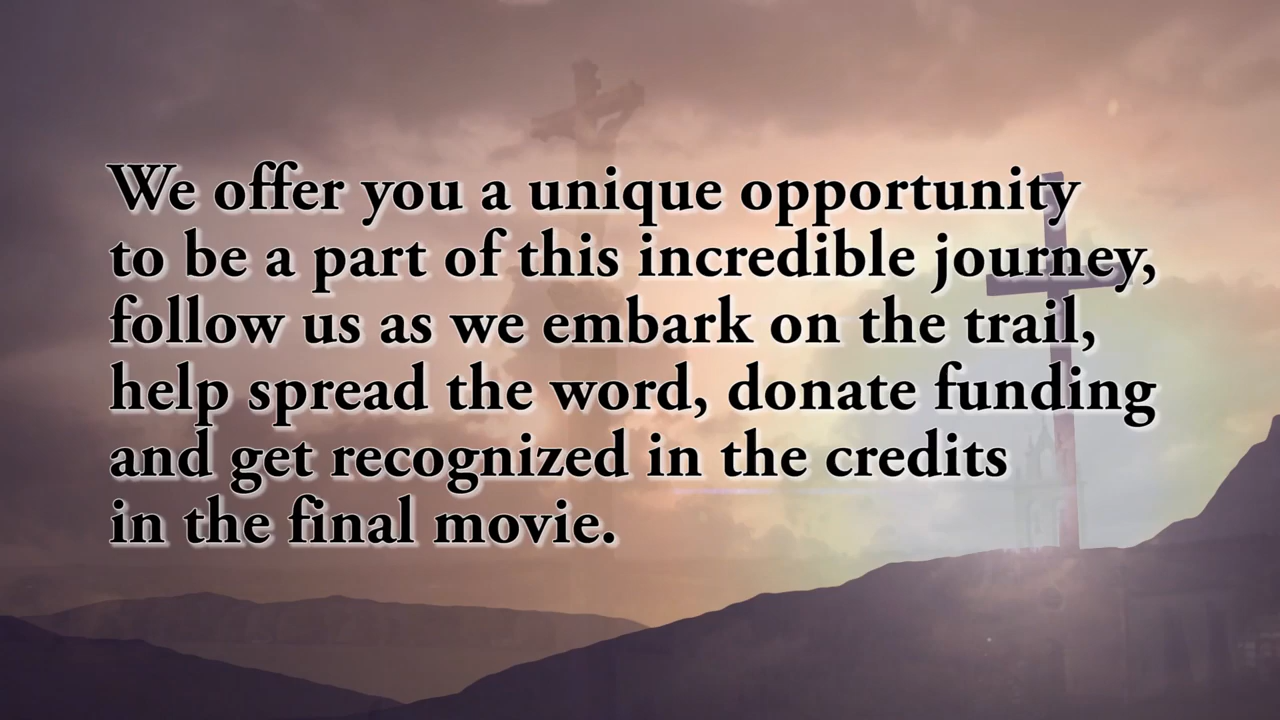 We offer you a unique opportunity
to be a part of this incredible journey,
follow us as we embark on the trail,
help spread the word, donate funding
and get recognized in the credits
in the final movie.